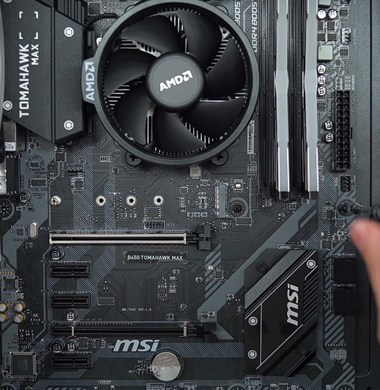 TOMAHAWK
MAX
AMD
DDR4 BOOST
AMD
B450 TOMAHAWK MAX
msi
msi